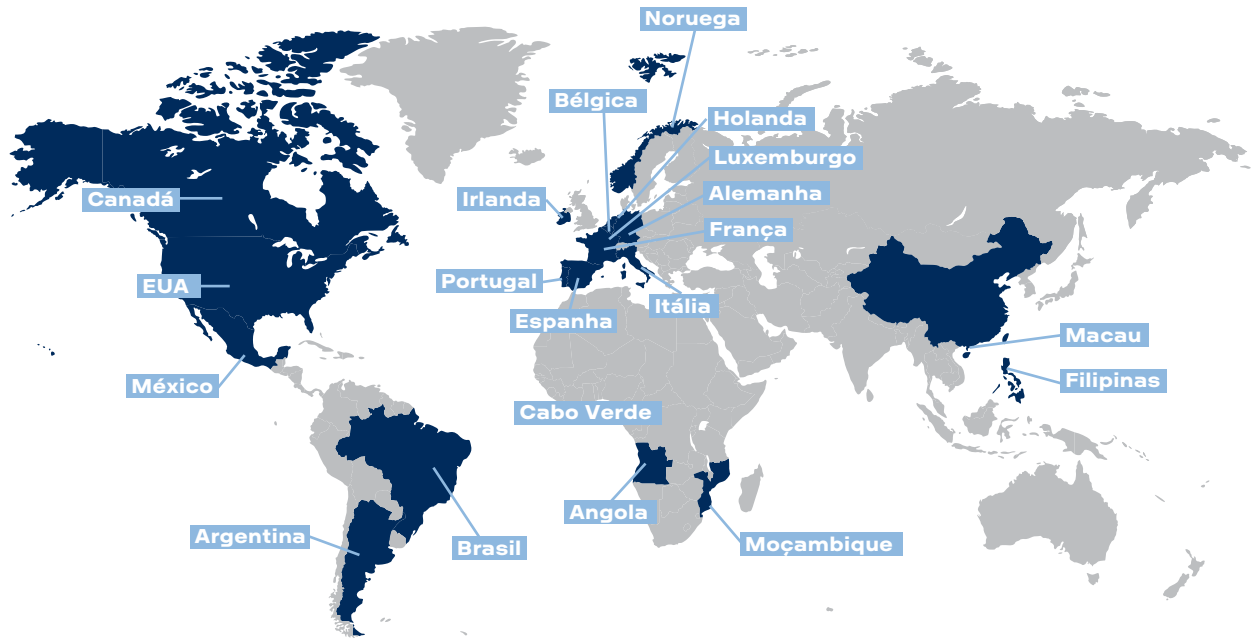 Noruega
Bélgica
Holanda
Luxemburgo
Canadá
Irlanda
Alemanha
França
EUA
Portugal
Itália
Espanha
Macau
México
Filipinas
Cabo Verde
Angola
Argentina
Brasil
Moçambique